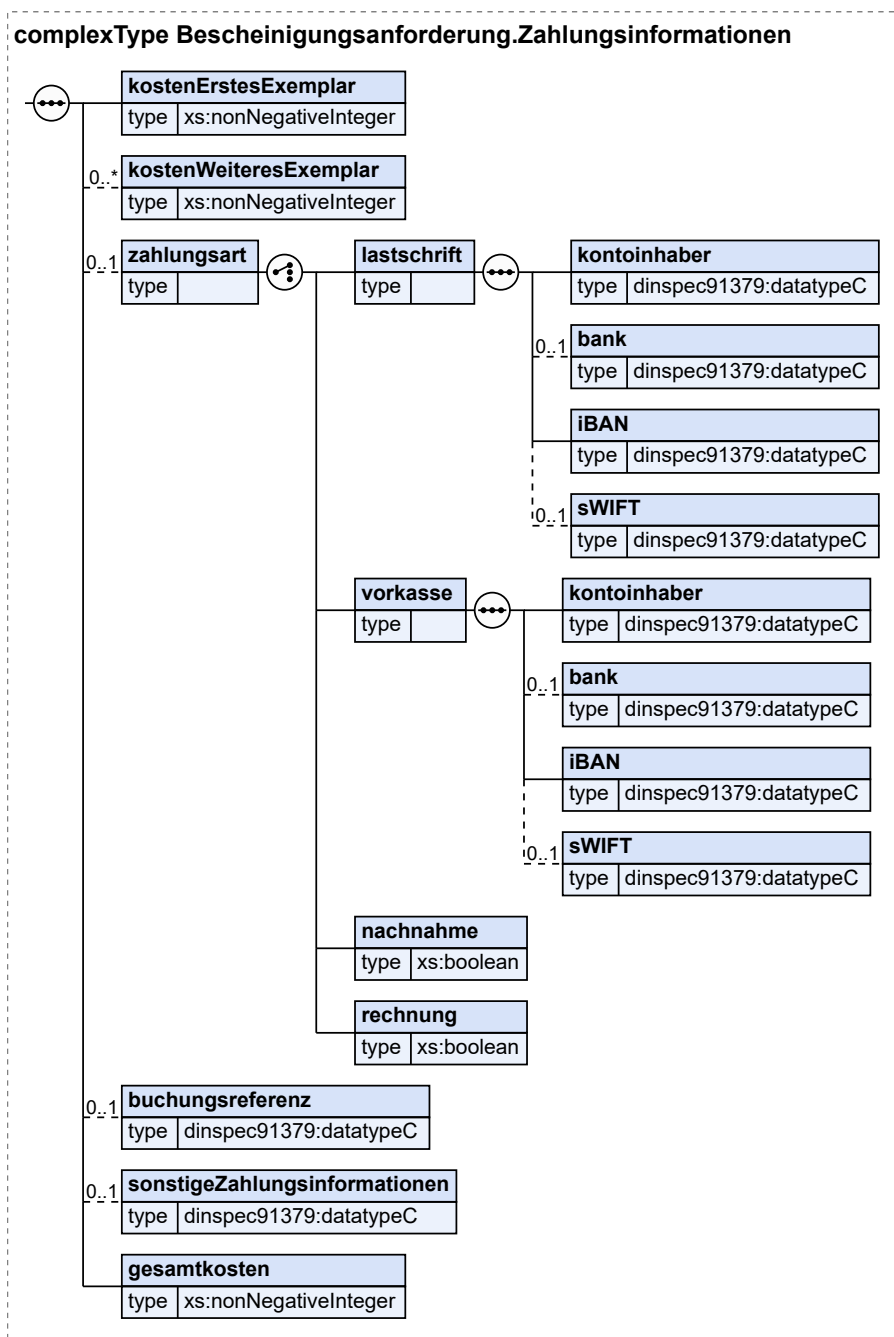 complexType Bescheinigungsanforderung.Zahlungsinformationen
kostenErstesExemplar
type xs:nonNegativeInteger
0..* kostenWeiteresExemplar
type xs:nonNegativeInteger
0..1 zahlungsart
type
lastschrift
type
kontoinhaber
type dinspec91379:datatypeC
0..1 bank
type dinspec91379:datatypeC
iBAN
type dinspec91379:datatypeC
0..1 sWIFT
type dinspec91379:datatypeC
vorkasse
type
kontoinhaber
type dinspec91379:datatypeC
0..1 bank
type dinspec91379:datatypeC
iBAN
type dinspec91379:datatypeC
0..1 sWIFT
type dinspec91379:datatypeC
nachnahme
type xs:boolean
rechnung
type xs:boolean
0..1 buchungsreferenz
type dinspec91379:datatypeC
0..1 sonstigeZahlungsinformationen
type dinspec91379:datatypeC
gesamtkosten
type xs:nonNegativeInteger